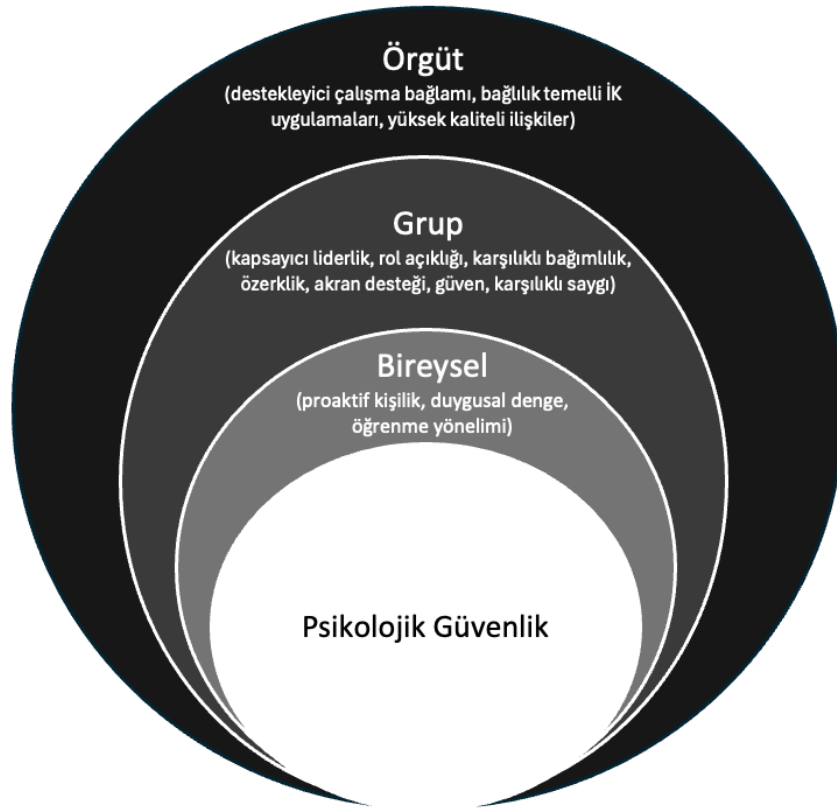 Örgüt
(destekleyici çalışma bağlamı, bağlılık temelli İK
uygulamaları, yüksek kaliteli ilişkiler)
Grup
(kapsayıcı liderlik, rol açıklığı, karşılıklı bağımlılık,
özerklik, akran desteği, güven, karşılıklı saygı)
Bireysel
(proaktif kişilik, duygusal denge,
öğrenme yönelimi)
Psikolojik Güvenlik